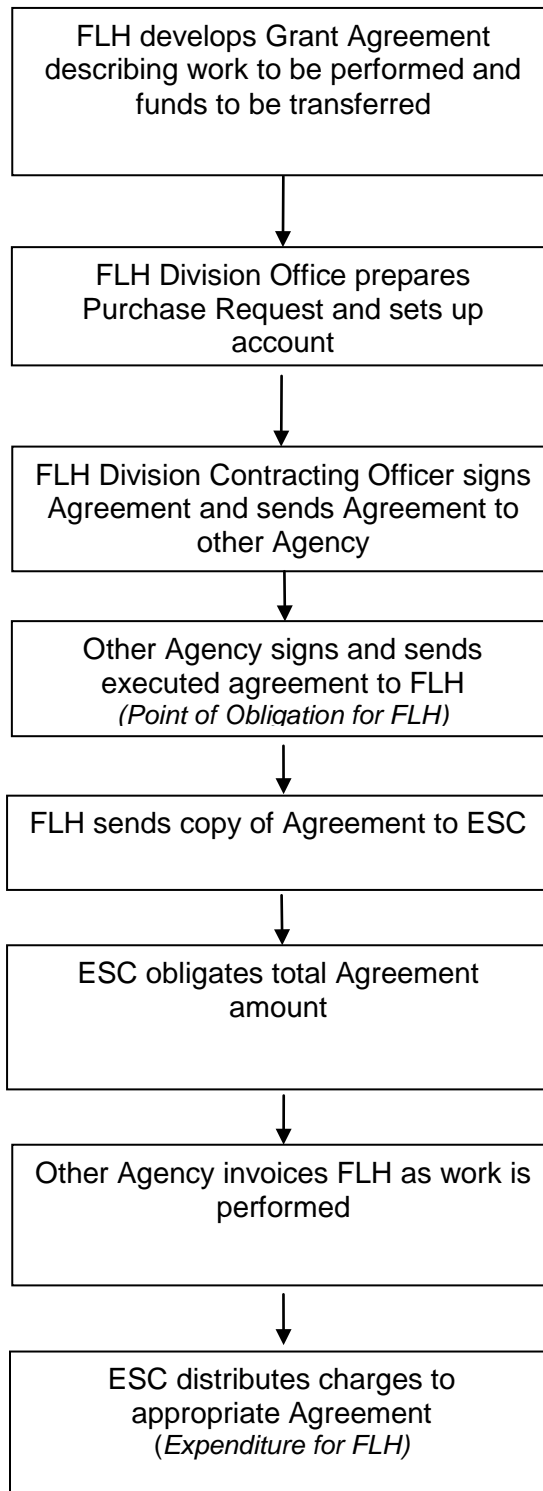 FLH develops Grant Agreement
describing work to be performed and
funds to be transferred
FLH Division Office prepares
Purchase Request and sets up
account
FLH Division Contracting Officer signs
Agreement and sends Agreement to
other Agency
Other Agency signs and sends
executed agreement to FLH
(Point of Obligation for FLH)
FLH sends copy of Agreement to ESC
ESC obligates total Agreement
amount
Other Agency invoices FLH as work is
performed
ESC distributes charges to
appropriate Agreement
(Expenditure for FLH)